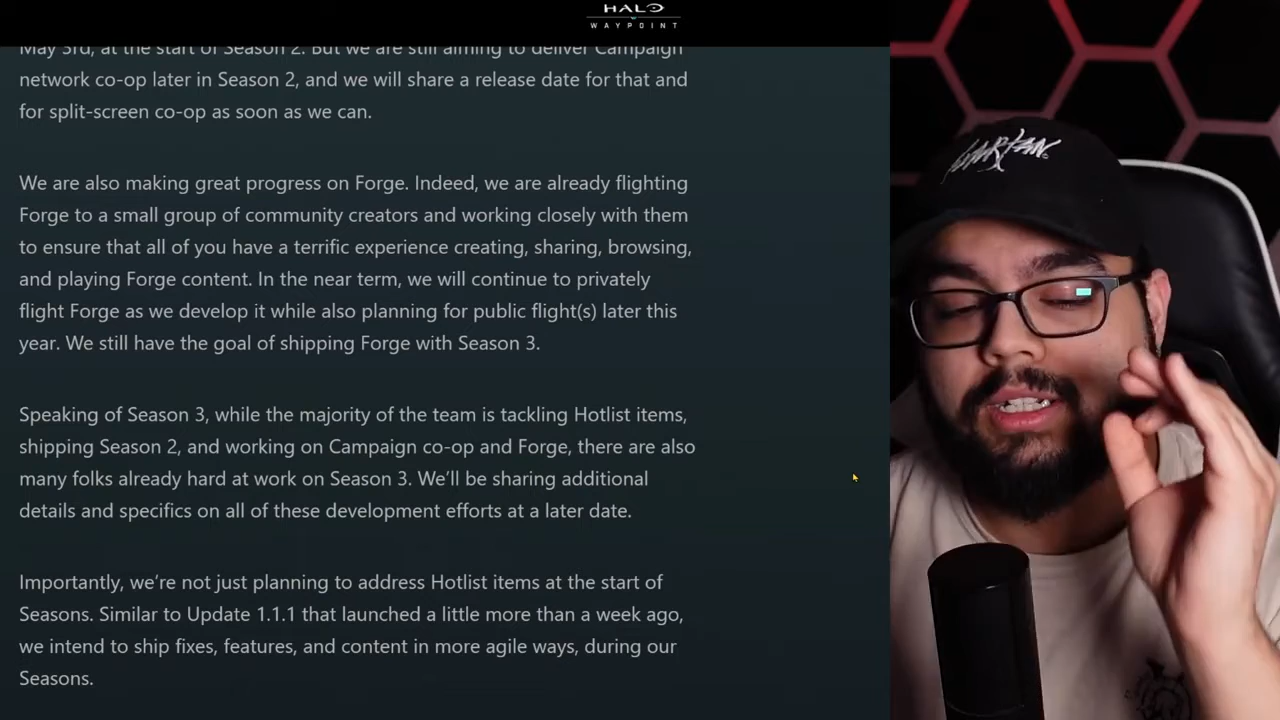 HALO
WAYPOINT
May 3rd, at the start of Season 2. But we are still aiming to deliver Campaign
network co-op later in Season 2, and we will share a release date for that and
for split-screen co-op as soon as we can.
We are also making great progress on Forge. Indeed, we are already flighting
Forge to a small group of community creators and working closely with them
to ensure that all of you have a terrific experience creating, sharing, browsing,
and playing Forge content. In the near term, we will continue to privately
flight Forge as we develop it while also planning for public flight(s) later this
year. We still have the goal of shipping Forge with Season 3.
Speaking of Season 3, while the majority of the team is tackling Hotlist items,
shipping Season 2, and working on Campaign co-op and Forge, there are also
many folks already hard at work on Season 3. We’ll be sharing additional
details and specifics on all of these development efforts at a later date.
Importantly, we’re not just planning to address Hotlist items at the start of
Seasons. Similar to Update 1.1.1 that launched a little more than a week ago,
we intend to ship fixes, features, and content in more agile ways, during our
Seasons.
SPARTAN